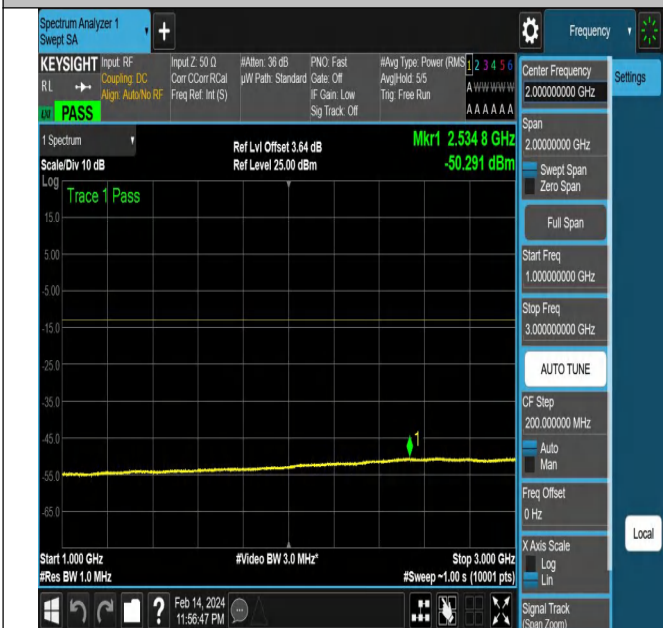 Spectrum Analyzer 1
Swept SA
Frequency
KEYSIGHT
RL
LXI PASS
Input: RF
Coupling: DC
Align: Auto/No RF
Input Z: 50 Ω
Corr CCorr RCal
Freq Ref: Int (S)
#Atten: 36 dB
µW Path: Standard
PNO: Fast
Gate: Off
IF Gain: Low
Sig Track: Off
#Avg Type: Power (RMS
Avg|Hold: 5/5
Trig: Free Run
1 2 3 4 5 6
A W W W W W
A A A A A A
Center Frequency
2.000000000 GHz
Settings
Span
2.00000000 GHz
Swept Span
Zero Span
Full Span
Start Freq
1.000000000 GHz
Stop Freq
3.000000000 GHz
AUTO TUNE
CF Step
200.000000 MHz
Auto
Man
Freq Offset
0 Hz
X Axis Scale
Log
Lin
Local
Signal Track
(Span Zoom)
1 Spectrum
Scale/Div 10 dB
Log
Ref Lvl Offset 3.64 dB
Ref Level 25.00 dBm
Mkr1 2.534 8 GHz
-50.291 dBm
Trace 1 Pass
15.0
5.00
-5.00
-15.0
-25.0
-35.0
-45.0
-55.0
-65.0
1
Start 1.000 GHz
#Res BW 1.0 MHz
#Video BW 3.0 MHz*
Stop 3.000 GHz
#Sweep ~1.00 s (10001 pts)
?
Feb 14, 2024
11:56:47 PM